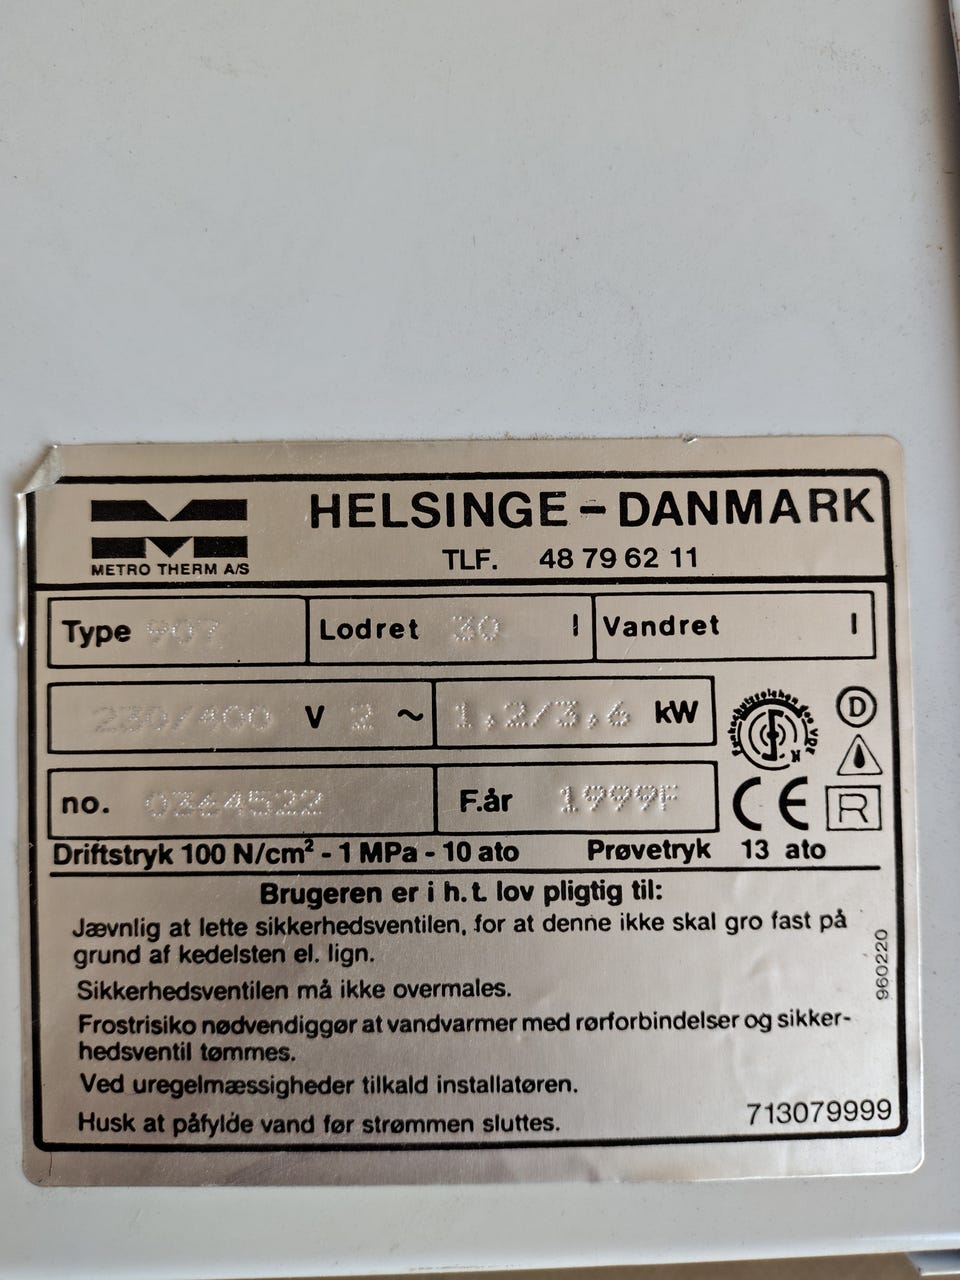 HELSINGE - DANMARK
METRO THERM A/S
TLF. 48 79 62 11
Type 907 Lodret 30 l Vandret l
230/400 V 2 ~ 1,2/3,6 kW
D
no. 0364522 F.år 1999F
CE R
Driftstryk 100 N/cm² - 1 MPa - 10 ato Prøvetryk 13 ato
Brugeren er i h.t. lov pligtig til:
Jævnlig at lette sikkerhedsventilen, for at denne ikke skal gro fast på
grund af kedelsten el. lign.
Sikkerhedsventilen må ikke overmales.
Frostrisiko nødvendiggør at vandvarmer med rørforbindelser og sikker-
hedsventil tømmes.
Ved uregelmæssigheder tilkald installatøren.
Husk at påfylde vand før strømmen sluttes.
713079999
960220